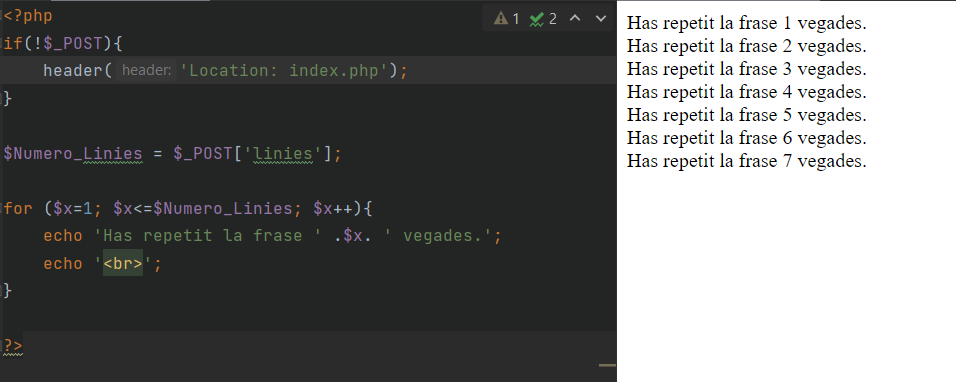 <?php
if(!$_POST){
    header( header: 'Location: index.php');
}
$Numero_Linies = $_POST['linies'];
for ($x=1; $x<=$Numero_Linies; $x++){
    echo 'Has repetit la frase ' .$x. ' vegades.';
    echo '<br>';
}
?>
1 2
Has repetit la frase 1 vegades.
Has repetit la frase 2 vegades.
Has repetit la frase 3 vegades.
Has repetit la frase 4 vegades.
Has repetit la frase 5 vegades.
Has repetit la frase 6 vegades.
Has repetit la frase 7 vegades.